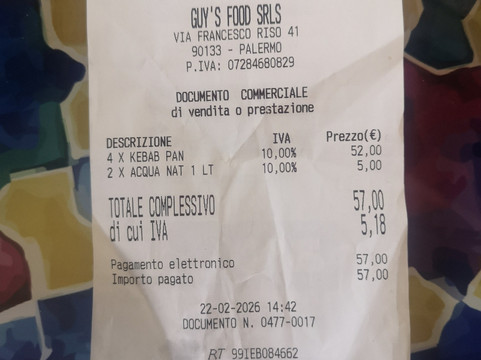 GUY'S FOOD SRLS
VIA FRANCESCO RISO 41
90133 - PALERMO
P.IVA: 07284680829
DOCUMENTO COMMERCIALE
di vendita o prestazione
DESCRIZIONE IVA Prezzo(€)
4 X KEBAB PAN 10,00% 52,00
2 X ACQUA NAT 1 LT 10,00% 5,00
TOTALE COMPLESSIVO 57,00
di cui IVA 5,18
Pagamento elettronico 57,00
Importo pagato 57,00
22-02-2026 14:42
DOCUMENTO N. 0477-0017
RT 99IEB084662